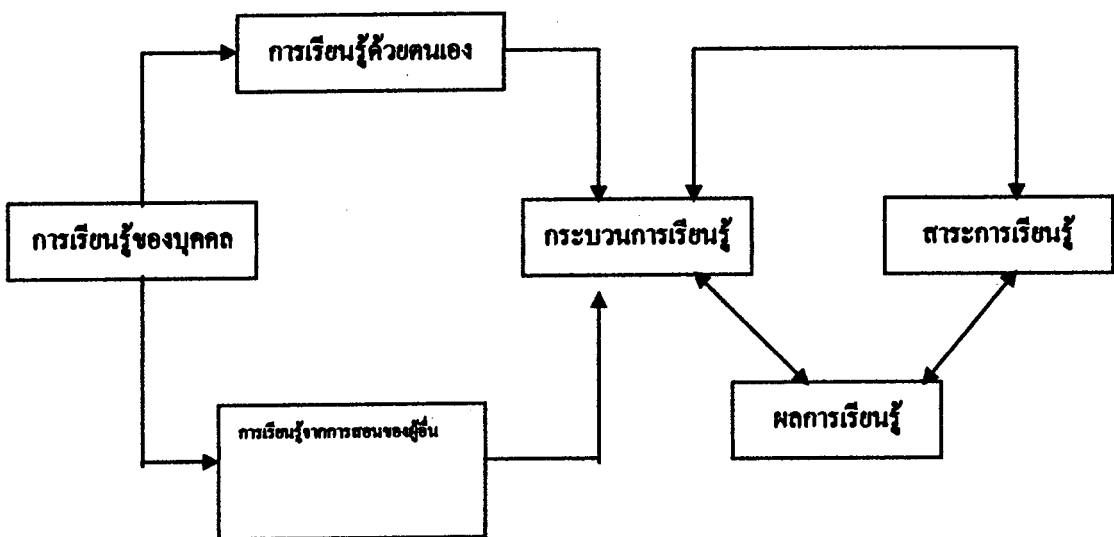 การเรียนรู้ด้วยตนเอง
การเรียนรู้ของบุคคล
กระบวนการเรียนรู้
สาระการเรียนรู้
ผลการเรียนรู้
การเรียนรู้จากการสอนของผู้อื่น